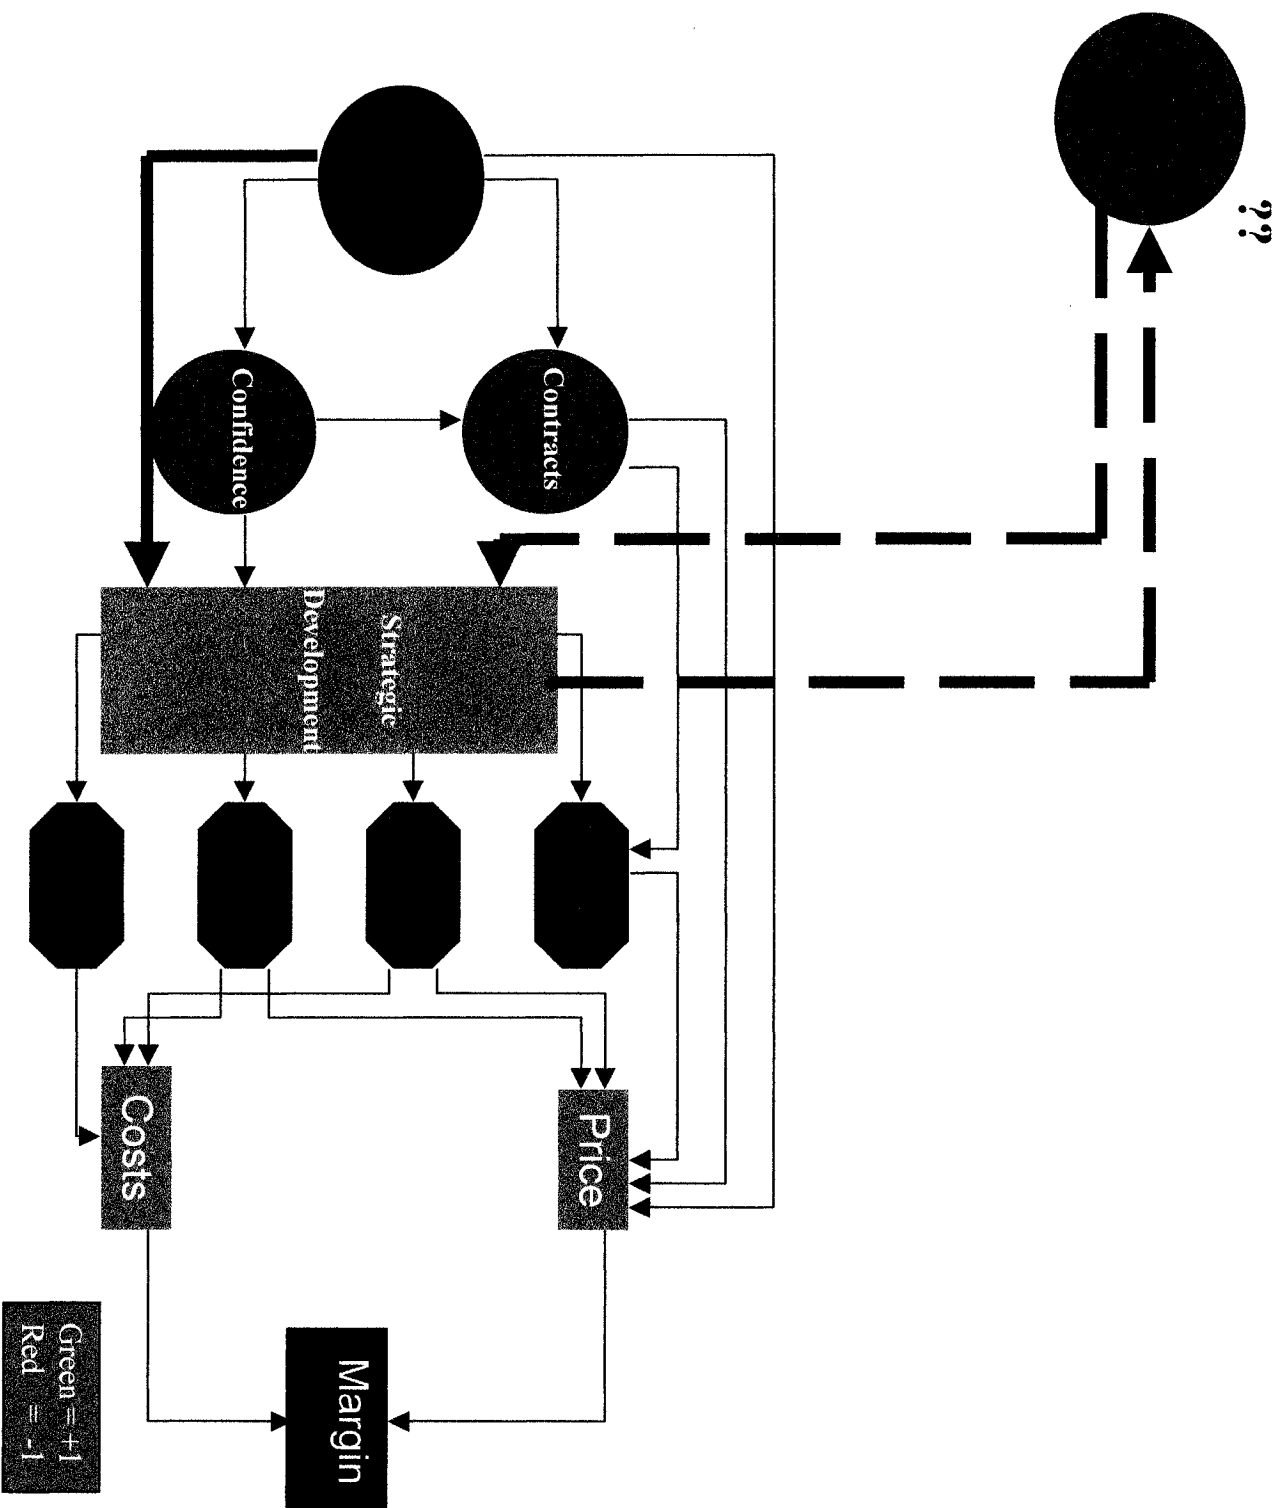 ??
Contracts
Confidence
Strategic
Development
Price
Costs
Margin
Green = +1
Red = -1